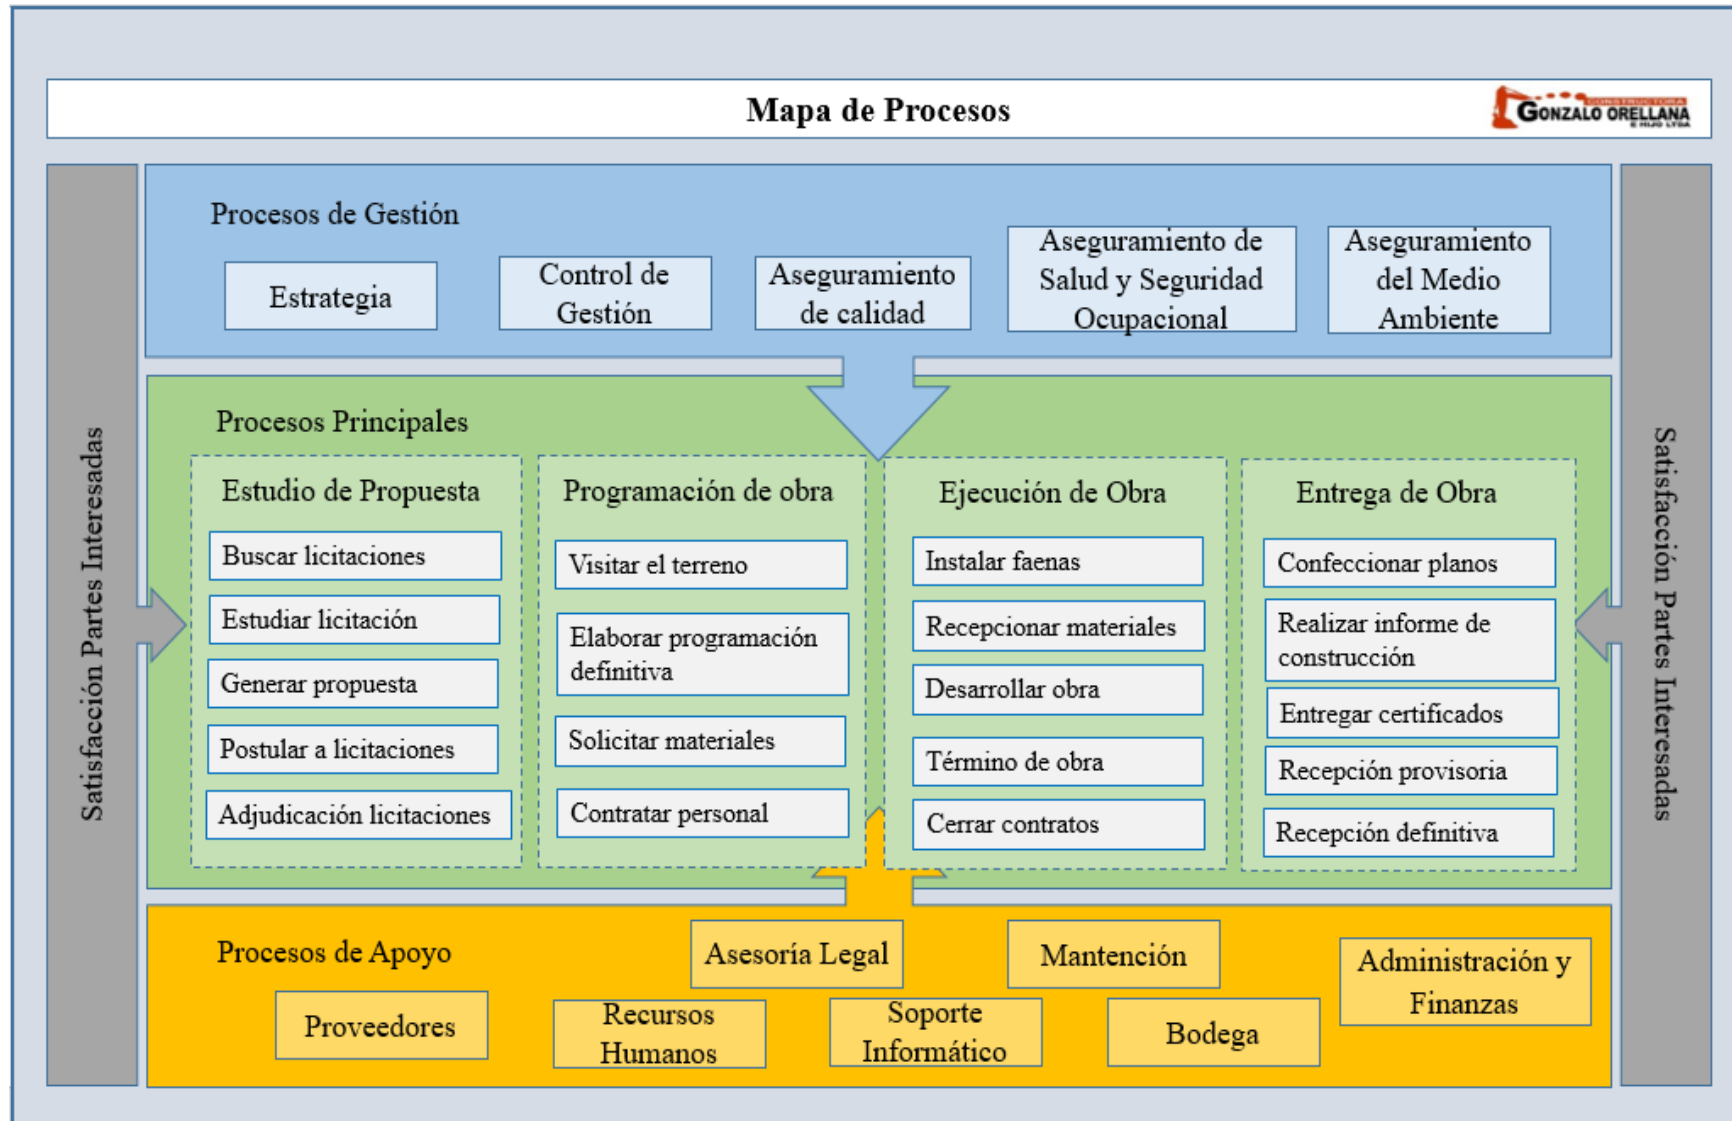 Mapa de Procesos
CONSTRUCTORA
GONZALO ORELLANA
E HIJO LTDA
Satisfacción Partes Interesadas
Procesos de Gestión
Estrategia
Control de
Gestión
Aseguramiento
de calidad
Aseguramiento de
Salud y Seguridad
Ocupacional
Aseguramiento
del Medio
Ambiente
Procesos Principales
Estudio de Propuesta
Buscar licitaciones
Estudiar licitación
Generar propuesta
Postular a licitaciones
Adjudicación licitaciones
Programación de obra
Visitar el terreno
Elaborar programación
definitiva
Solicitar materiales
Contratar personal
Ejecución de Obra
Instalar faenas
Recepcionar materiales
Desarrollar obra
Término de obra
Cerrar contratos
Entrega de Obra
Confeccionar planos
Realizar informe de
construcción
Entregar certificados
Recepción provisoria
Recepción definitiva
Procesos de Apoyo
Proveedores
Recursos
Humanos
Asesoría Legal
Soporte
Informático
Mantención
Bodega
Administración y
Finanzas
Satisfacción Partes Interesadas